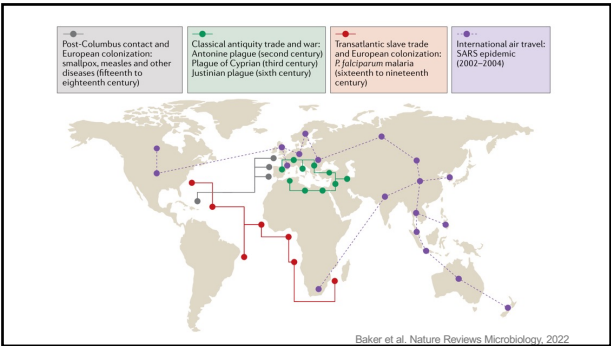 Post-Columbus contact and
European colonization:
smallpox, measles and other
diseases (fifteenth to
eighteenth century)
Classical antiquity trade and war:
Antonine plague (second century)
Plague of Cyprian (third century)
Justinian plague (sixth century)
Transatlantic slave trade
and European colonization:
P. falciparum malaria
(sixteenth to nineteenth
century)
International air travel:
SARS epidemic
(2002–2004)
Baker et al. Nature Reviews Microbiology, 2022